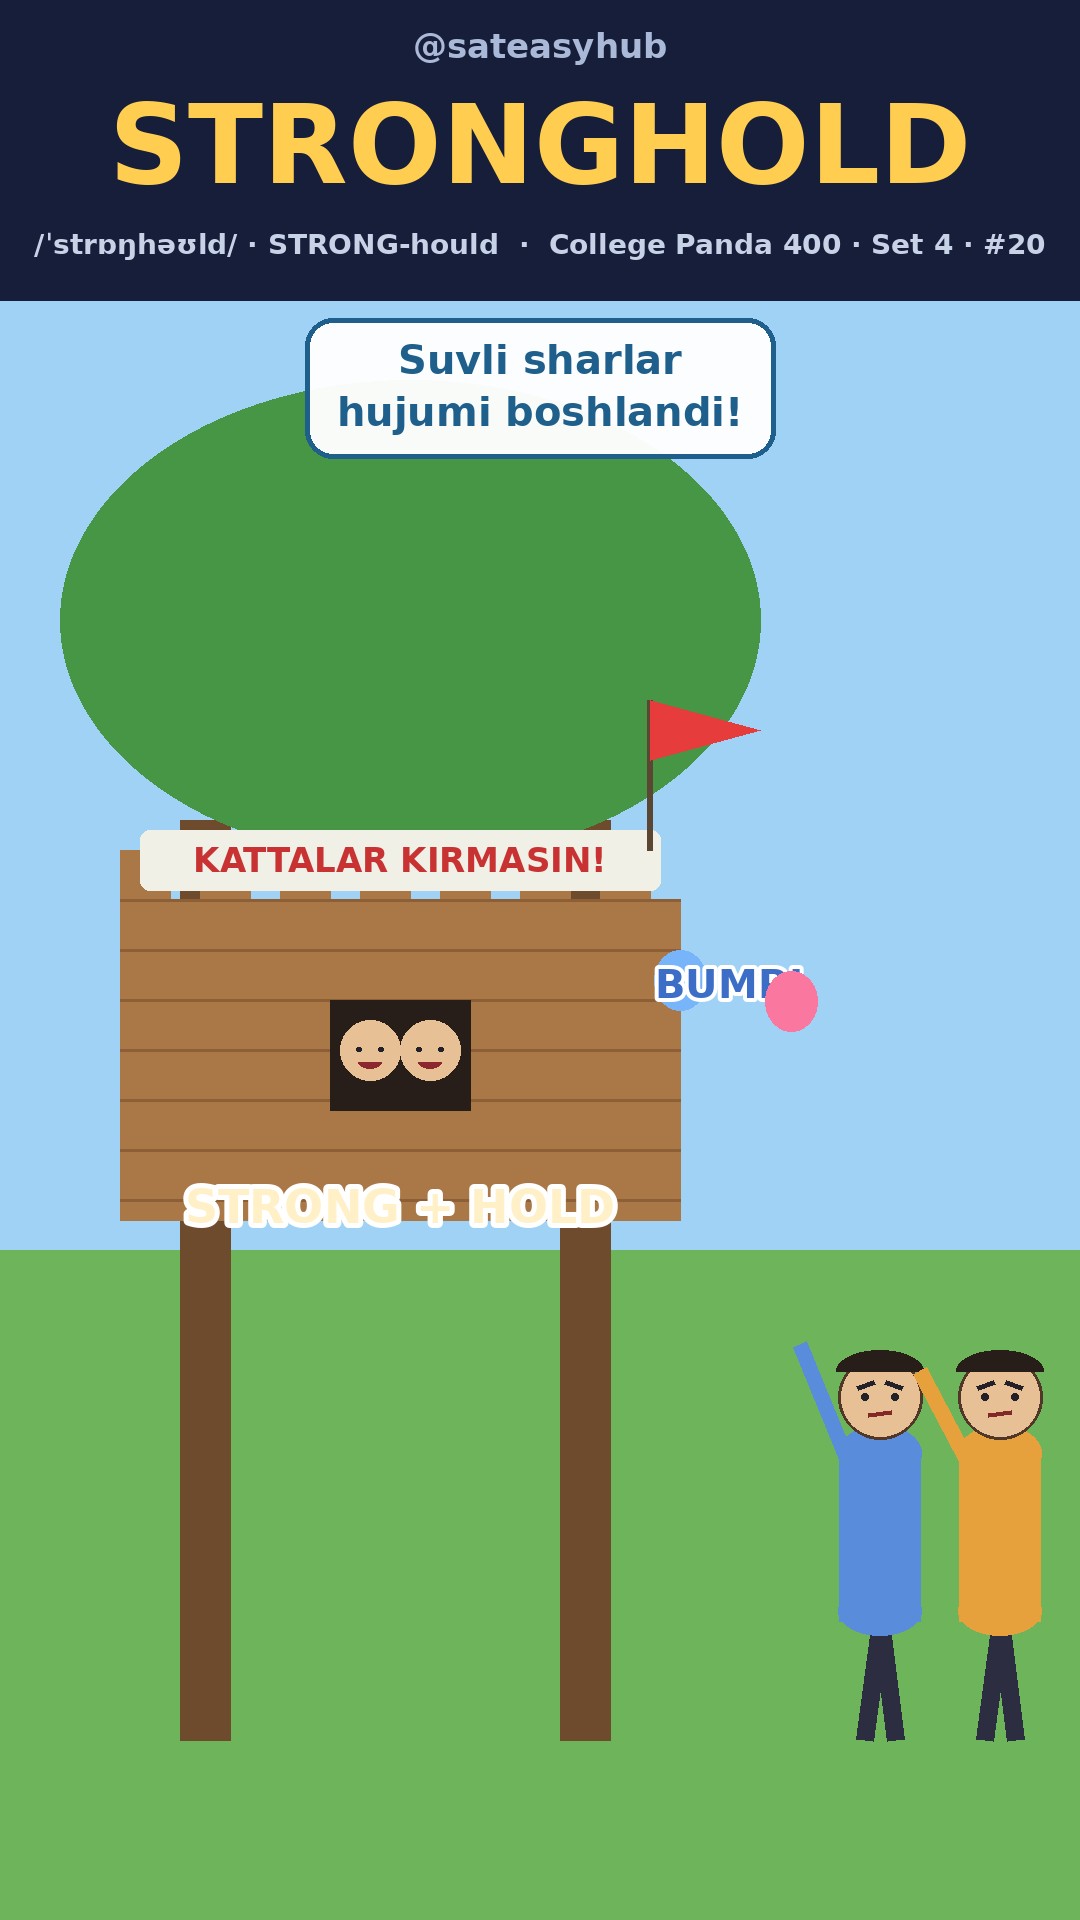 @sateasyhub
STRONGHOLD
/ˈstrɒŋhəʊld/ · STRONG-hould · College Panda 400 · Set 4 · #20
Suvli sharlar
hujumi boshlandi!
KATTALAR KIRMASIN!
STRONG + HOLD